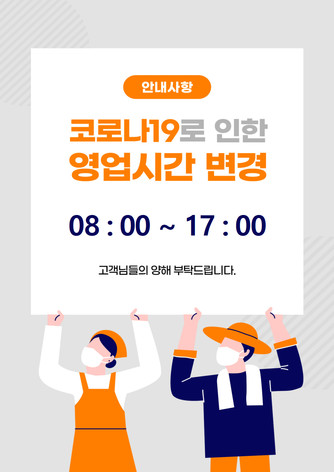 안내사항
코로나19로 인한
영업시간 변경
08 : 00 ~ 17 : 00
고객님들의 양해 부탁드립니다.